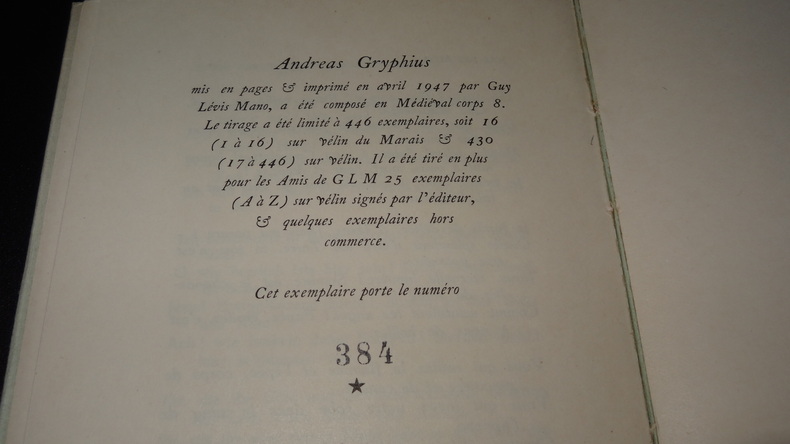 Andreas Gryphius
mis en pages & imprimé en avril 1947 par Guy
Lévis Mano, a été composé en Médiéval corps 8.
Le tirage a été limité à 446 exemplaires, soit 16
(1 à 16) sur vélin du Marais & 430
(17 à 446) sur vélin. Il a été tiré en plus
pour les Amis de G L M 25 exemplaires
(A à Z) sur vélin signés par l'éditeur,
& quelques exemplaires hors
commerce.
Cet exemplaire porte le numéro
384